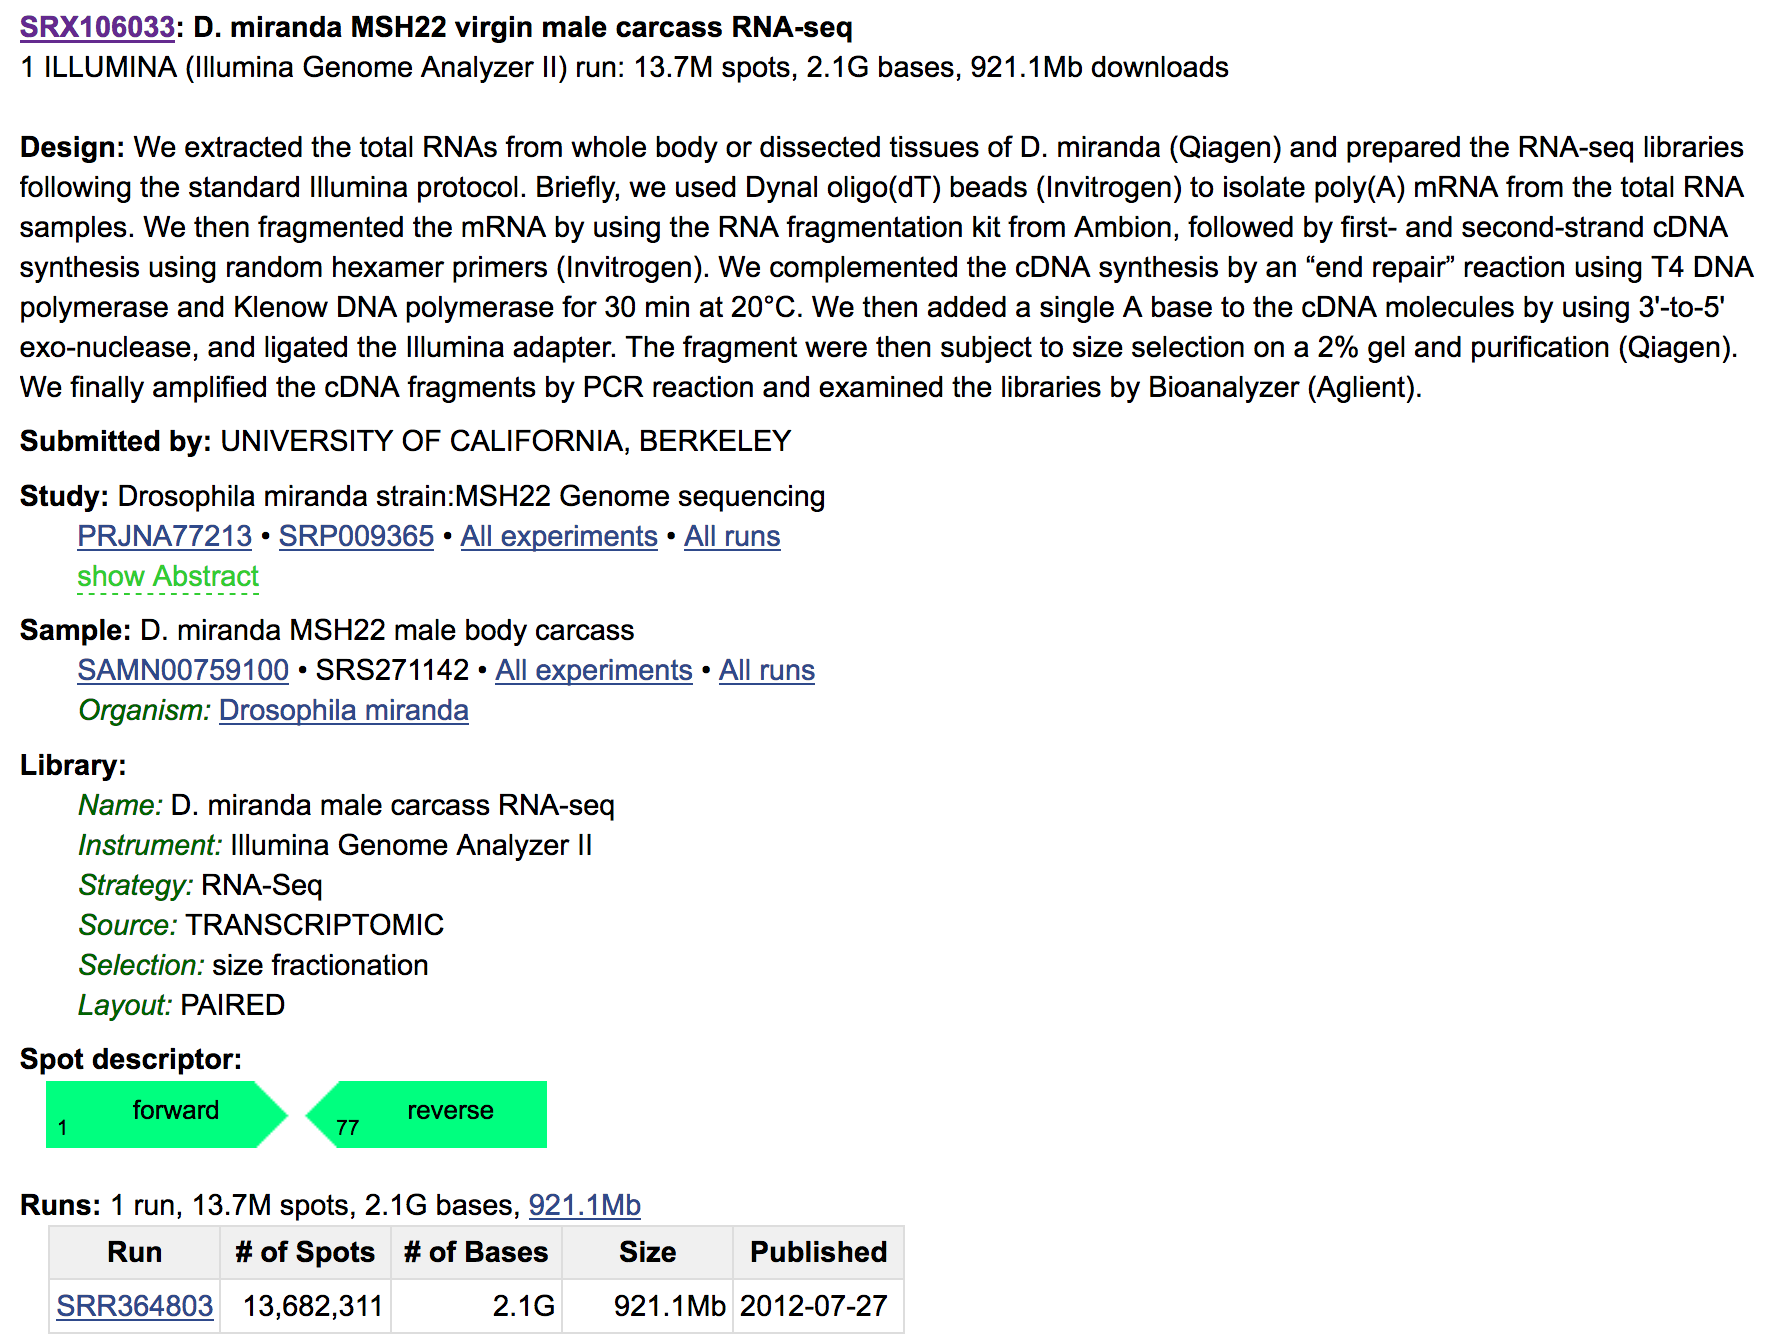 SRX106033: D. miranda MSH22 virgin male carcass RNA-seq
1 ILLUMINA (Illumina Genome Analyzer II) run: 13.7M spots, 2.1G bases, 921.1Mb downloads
Design: We extracted the total RNAs from whole body or dissected tissues of D. miranda (Qiagen) and prepared the RNA-seq libraries
following the standard Illumina protocol. Briefly, we used Dynal oligo(dT) beads (Invitrogen) to isolate poly(A) mRNA from the total RNA
samples. We then fragmented the mRNA by using the RNA fragmentation kit from Ambion, followed by first- and second-strand cDNA
synthesis using random hexamer primers (Invitrogen). We complemented the cDNA synthesis by an “end repair” reaction using T4 DNA
polymerase and Klenow DNA polymerase for 30 min at 20°C. We then added a single A base to the cDNA molecules by using 3'-to-5'
exo-nuclease, and ligated the Illumina adapter. The fragment were then subject to size selection on a 2% gel and purification (Qiagen).
We finally amplified the cDNA fragments by PCR reaction and examined the libraries by Bioanalyzer (Aglient).
Submitted by: UNIVERSITY OF CALIFORNIA, BERKELEY
Study: Drosophila miranda strain:MSH22 Genome sequencing
PRJNA77213 • SRP009365 • All experiments • All runs
show Abstract
Sample: D. miranda MSH22 male body carcass
SAMN00759100 • SRS271142 • All experiments • All runs
Organism: Drosophila miranda
Library:
Name: D. miranda male carcass RNA-seq
Instrument: Illumina Genome Analyzer II
Strategy: RNA-Seq
Source: TRANSCRIPTOMIC
Selection: size fractionation
Layout: PAIRED
Spot descriptor:
forward reverse
1 77
Runs: 1 run, 13.7M spots, 2.1G bases, 921.1Mb
Run # of Spots # of Bases Size Published
SRR364803 13,682,311 2.1G 921.1Mb 2012-07-27